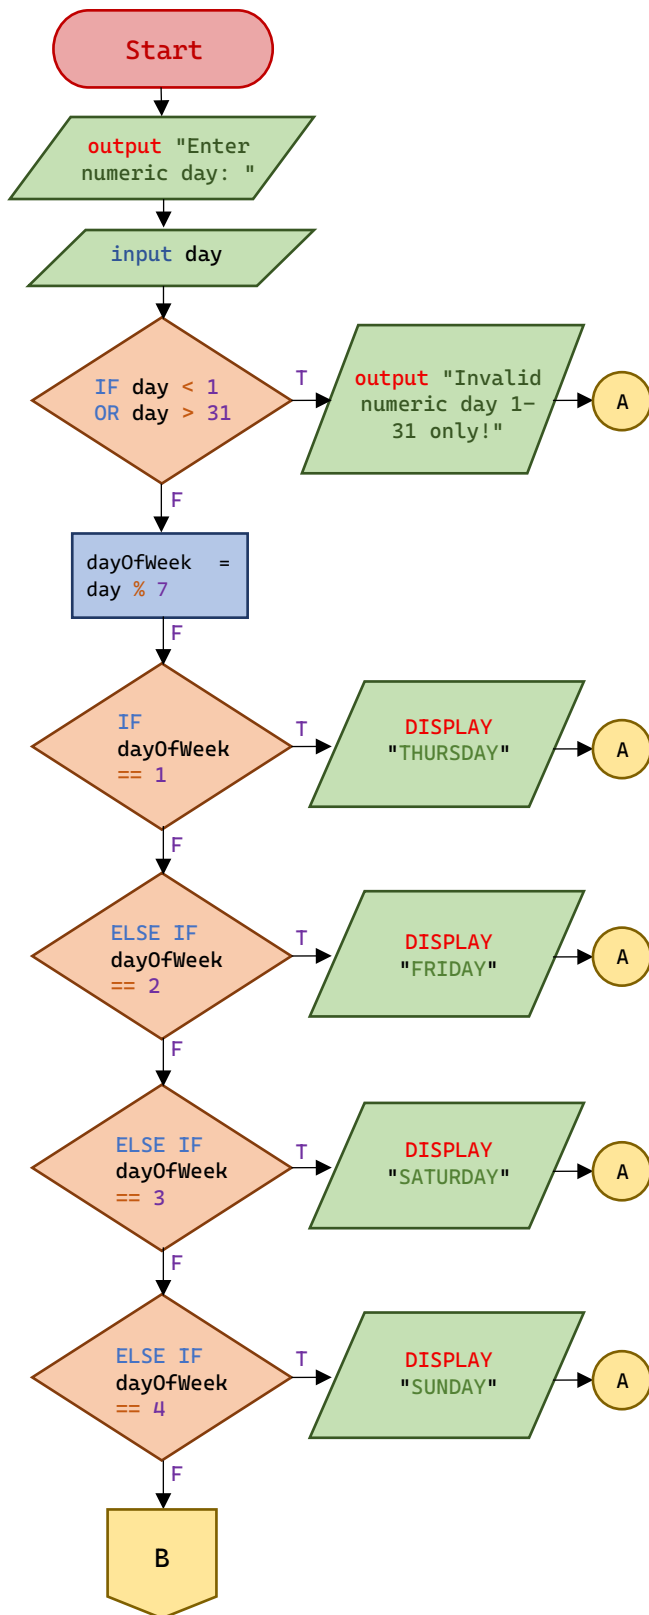 Start
output "Enter
numeric day: "
input day
IF day < 1
OR day > 31
T
output "Invalid
numeric day 1-
31 only!"
A
F
dayOfWeek =
day % 7
F
IF
dayOfWeek
== 1
T
DISPLAY
"THURSDAY"
A
F
ELSE IF
dayOfWeek
== 2
T
DISPLAY
"FRIDAY"
A
F
ELSE IF
dayOfWeek
== 3
T
DISPLAY
"SATURDAY"
A
F
ELSE IF
dayOfWeek
== 4
T
DISPLAY
"SUNDAY"
A
F
B